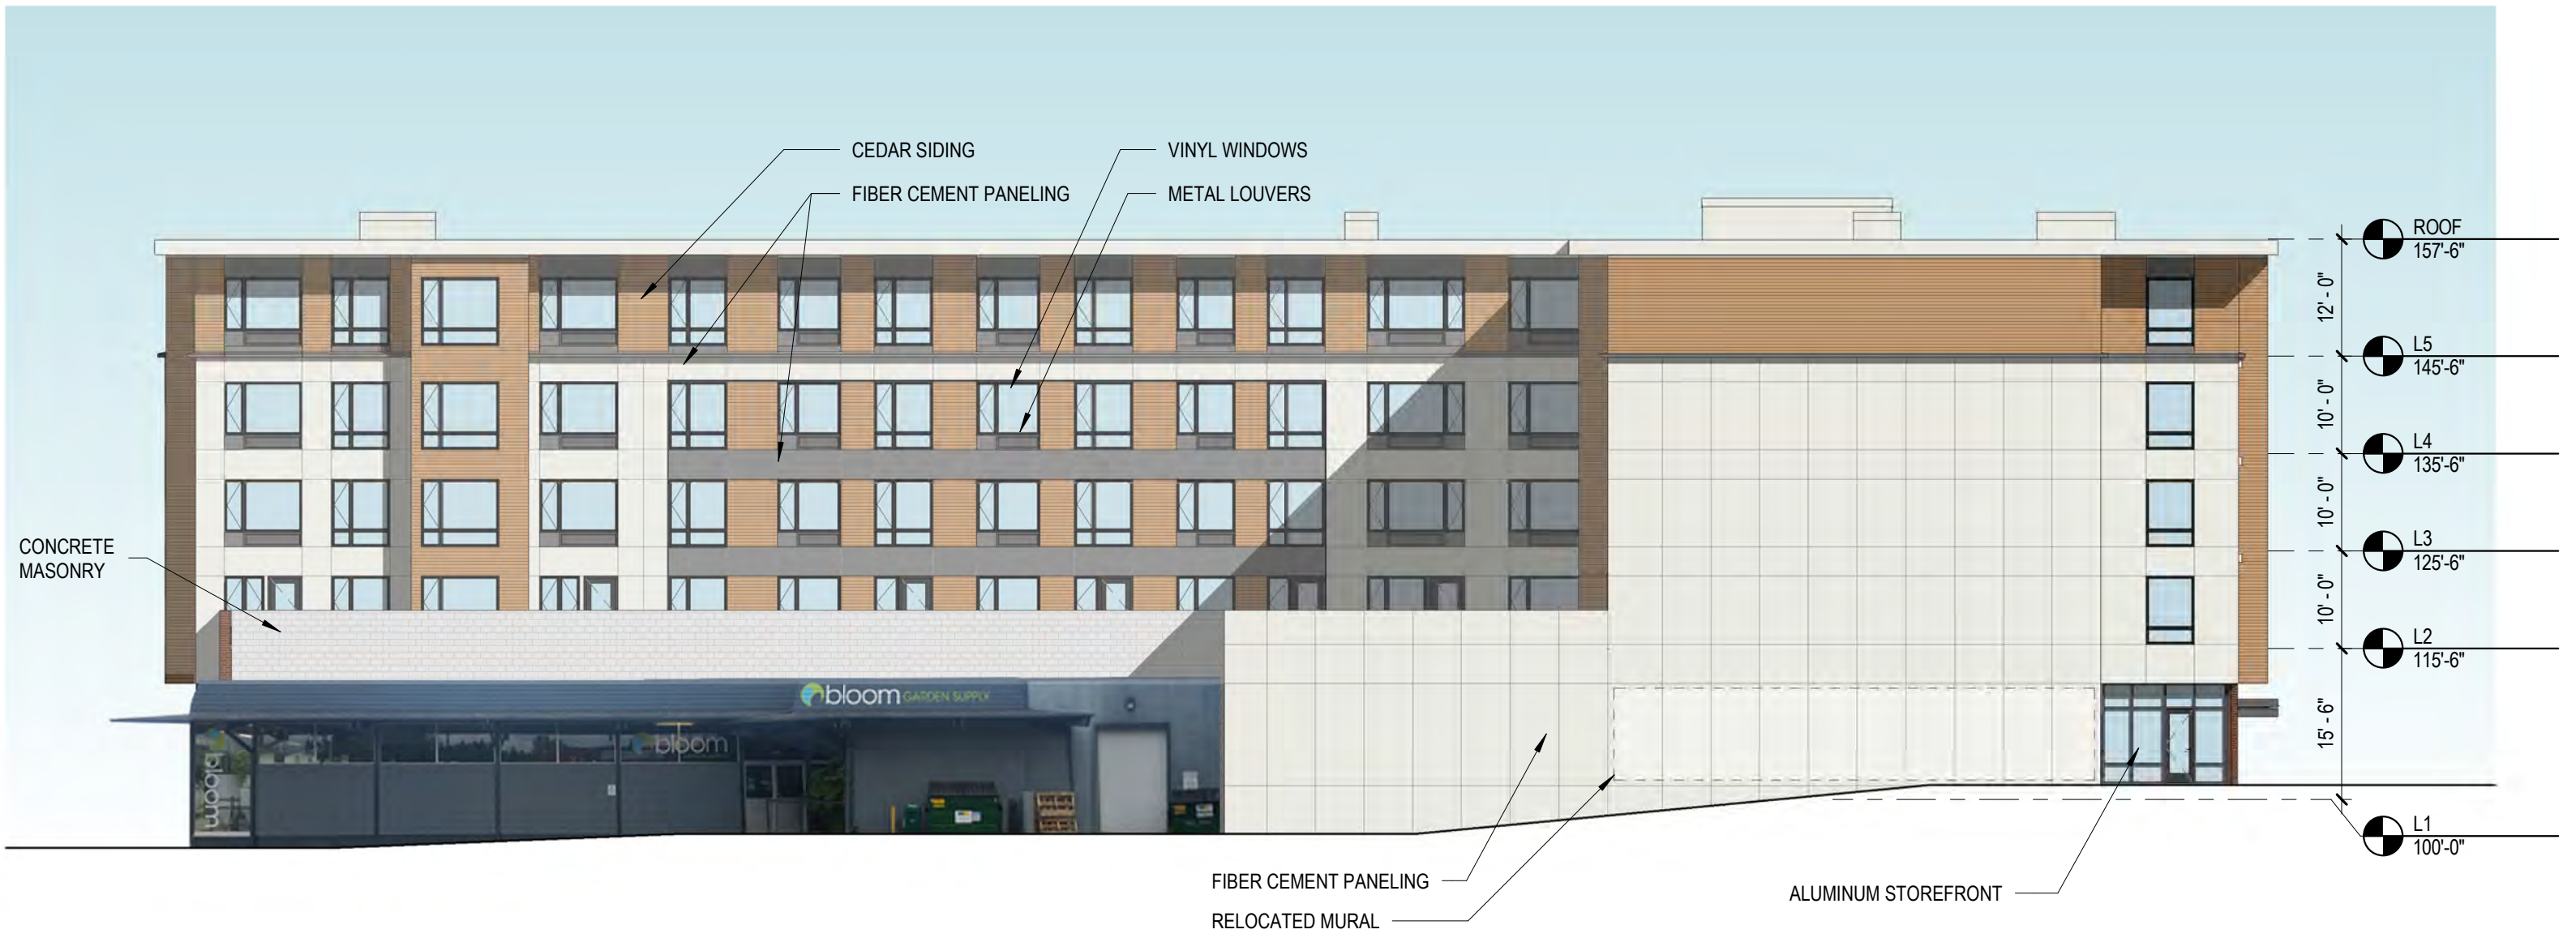 CEDAR SIDING
FIBER CEMENT PANELING
VINYL WINDOWS
METAL LOUVERS
CONCRETE
MASONRY
bloom GARDEN SUPPLY
bloom
bloom
ROOF
157'-6"
12' - 0"
L5
145'-6"
10' - 0"
L4
135'-6"
10' - 0"
L3
125'-6"
10' - 0"
L2
115'-6"
15' - 6"
L1
100'-0"
FIBER CEMENT PANELING
RELOCATED MURAL
ALUMINUM STOREFRONT